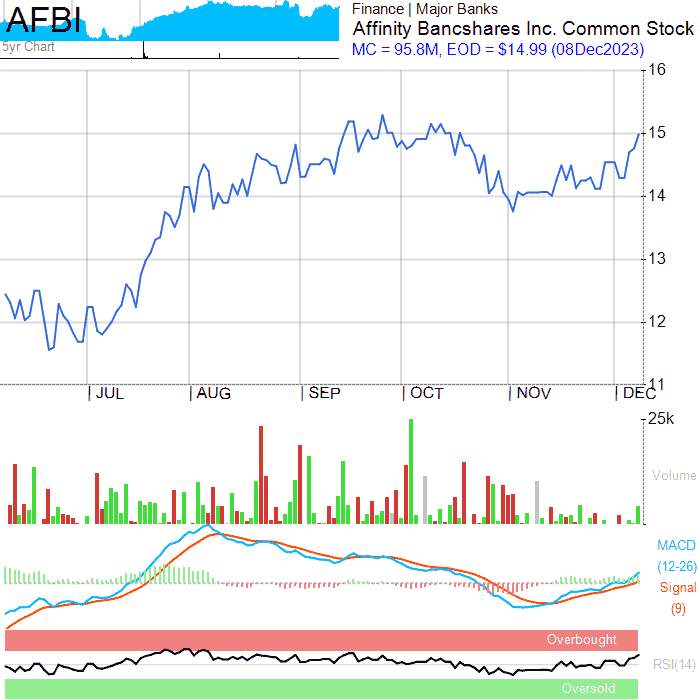 AFBI
5yr Chart
Finance | Major Banks
Affinity Bancshares Inc. Common Stock
MC = 95.8M, EOD = $14.99 (08Dec2023)
16
15
14
13
12
11
JUL AUG SEP OCT NOV DEC
25k
Volume
MACD
(12-26)
Signal
(9)
Overbought
RSI(14)
Oversold